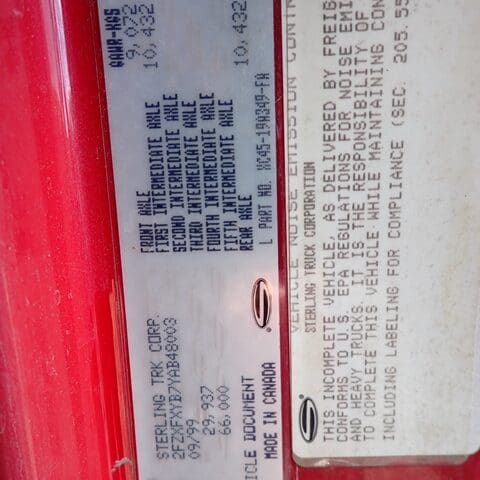 STERLING TRK CORP.
2FZXFXYB7YAB48003
09/99
29,937
66,000
ICLE DOCUMENT
MADE IN CANADA
GAWR-KGS
FRONT AXLE 9,072
FIRST INTERMEDIATE AXLE 10,432
SECOND INTERMEDIATE AXLE
THIRD INTERMEDIATE AXLE
FOURTH INTERMEDIATE AXLE
FIFTH INTERMEDIATE AXLE
REAR AXLE 10,432
L PART NO. XC45-19A349-FA
VEHICLE NOISE EMISSION CONT
STERLING TRUCK CORPORATION
THIS INCOMPLETE VEHICLE, AS DELIVERED BY FREIG
CONFORMS TO U.S. EPA REGULATIONS FOR NOISE EMI
AND HEAVY TRUCKS. IT IS THE RESPONSIBILITY OF
TO COMPLETE THIS VEHICLE WHILE MAINTAINING CON
INCLUDING LABELING FOR COMPLIANCE (SEC. 205.55